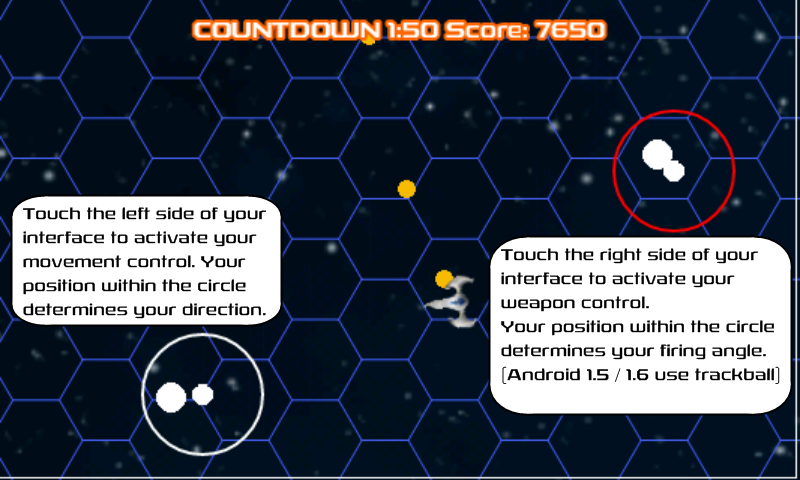 COUNTDOWN 1:50 Score: 7650
Touch the left side of your
interface to activate your
movement control. Your
position within the circle
determines your direction.
Touch the right side of your
interface to activate your
weapon control.
Your position within the circle
determines your firing angle.
(Android 1.5 / 1.6 use trackball)